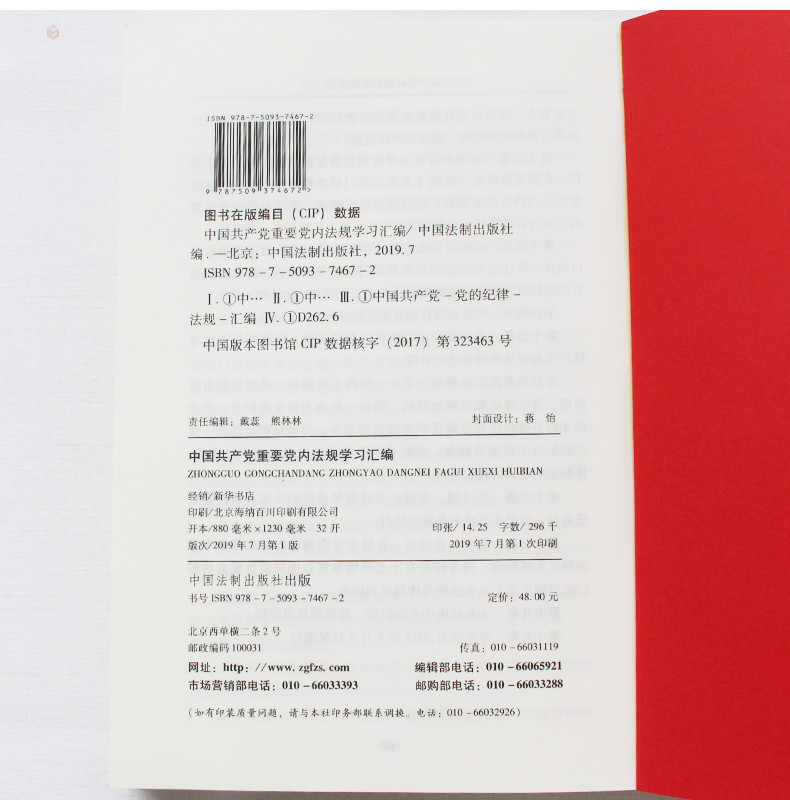 ISBN 978-7-5093-7467-2
9 787509 374672 >
图书在版编目（CIP）数据
中国共产党重要党内法规学习汇编/ 中国法制出版社
编 . —北京：中国法制出版社，2019.7
ISBN 978 - 7 - 5093 - 7467 - 2
Ⅰ. ①中… Ⅱ. ①中… Ⅲ. ①中国共产党 - 党的纪律 -
法规 - 汇编 Ⅳ. ①D262.6
中国版本图书馆 CIP 数据核字（2017）第 323463 号
责任编辑：戴蕊 熊林林 封面设计：蒋 怡
中国共产党重要党内法规学习汇编
ZHONGGUO GONGCHANDANG ZHONGYAO DANGNEI FAGUI XUEXI HUIBIAN
经销/新华书店
印刷/北京海纳百川印刷有限公司
开本/880 毫米×1230 毫米 32 开 印张/ 14. 25 字数/ 296 千
版次/2019 年 7 月第 1 版 2019 年 7 月第 1 次印刷
中国法制出版社出版
书号 ISBN 978 - 7 - 5093 - 7467 - 2 定价：48.00 元
北京西单横二条 2 号
邮政编码 100031 传真：010 - 66031119
网址：http：//www. zgfzs. com 编辑部电话：010 - 66065921
市场营销部电话：010 - 66033393 邮购部电话：010 - 66033288
（如有印装质量问题，请与本社印务部联系调换。电话：010 - 66032926）